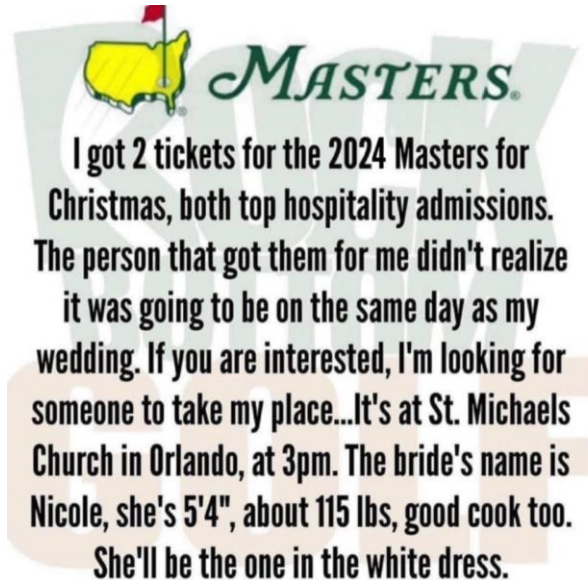 MASTERS
I got 2 tickets for the 2024 Masters for
Christmas, both top hospitality admissions.
The person that got them for me didn't realize
it was going to be on the same day as my
wedding. If you are interested, I'm looking for
someone to take my place...It's at St. Michaels
Church in Orlando, at 3pm. The bride's name is
Nicole, she's 5'4", about 115 lbs, good cook too.
She'll be the one in the white dress.
ROCK
BOTTOM
GOLF